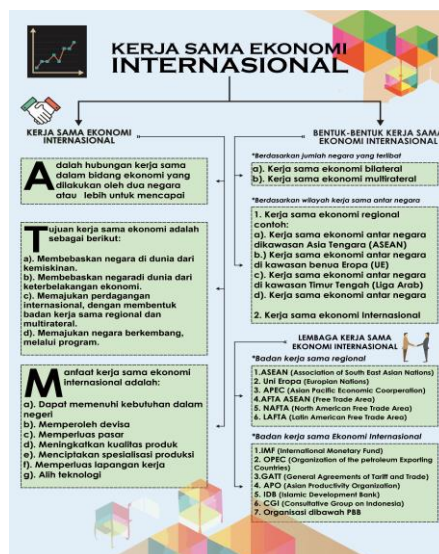 KERJA SAMA EKONOMI
INTERNASIONAL
KERJA SAMA EKONOMI
INTERNASIONAL
Adalah hubungan kerja sama
dalam bidang ekonomi yang
dilakukan oleh dua negara
atau lebih untuk mencapai
Tujuan kerja sama ekonomi adalah
sebagai berikut:
a). Membebaskan negara di dunia dari
kemiskinan.
b). Membebaskan negaradi dunia dari
keterbelakangan ekonomi.
c). Memajukan perdagangan
internasional, dengan membentuk
badan kerja sama regional dan
multirateral.
d). Memajukan negara berkembang,
melalui program.
Manfaat kerja sama ekonomi
internasional adalah:
a). Dapat memenuhi kebutuhan dalam
negeri
b). Memperoleh devisa
c). Memperluas pasar
d). Meningkatkan kualitas produk
e). Menciptakan spesialisasi produksi
f). Memperluas lapangan kerja
g). Alih teknologi
BENTUK-BENTUK KERJA SAMA
EKONOMI INTERNASIONAL
*Berdasarkan jumlah negara yang terlibat
a). Kerja sama ekonomi bilateral
b). Kerja sama ekonomi multirateral
*Berdasarkan wilayah kerja sama antar negara
1. Kerja sama ekonomi regional
contoh:
a). Kerja sama ekonomi antar negara
dikawasan Asia Tengara (ASEAN)
b.) Kerja sama ekonomi antar negara
di kawasan benua Eropa (UE)
c). Kerja sama ekonomi antar negara
di kawasan Timur Tengah (Liga Arab)
d). Kerja sama ekonomi antar negara
2. Kerja sama ekonomi Internasional
LEMBAGA KERJA SAMA
EKONOMI INTERNASIONAL
*Badan kerja sama regional
1.ASEAN (Association of South East Asian Nations)
2. Uni Eropa (Europian Nations)
3. APEC (Asian Pacific Economic Coorperation)
4.AFTA ASEAN (Free Trade Area)
5. NAFTA (North American Free Trade Area)
6. LAFTA (Latin American Free Trade Area)
*Badan kerja sama Ekonomi Internasional
1.IMF (International Monetary Fund)
2. OPEC (Organization of the petroleum Exporting
Countries)
3.GATT (General Agreements of Tariff and Trade)
4. APO (Asian Productivity Organization)
5. IDB (Islamic Development Bank)
6. CGI (Consultative Group on Indonesia)
7. Organisasi dibawah PBB